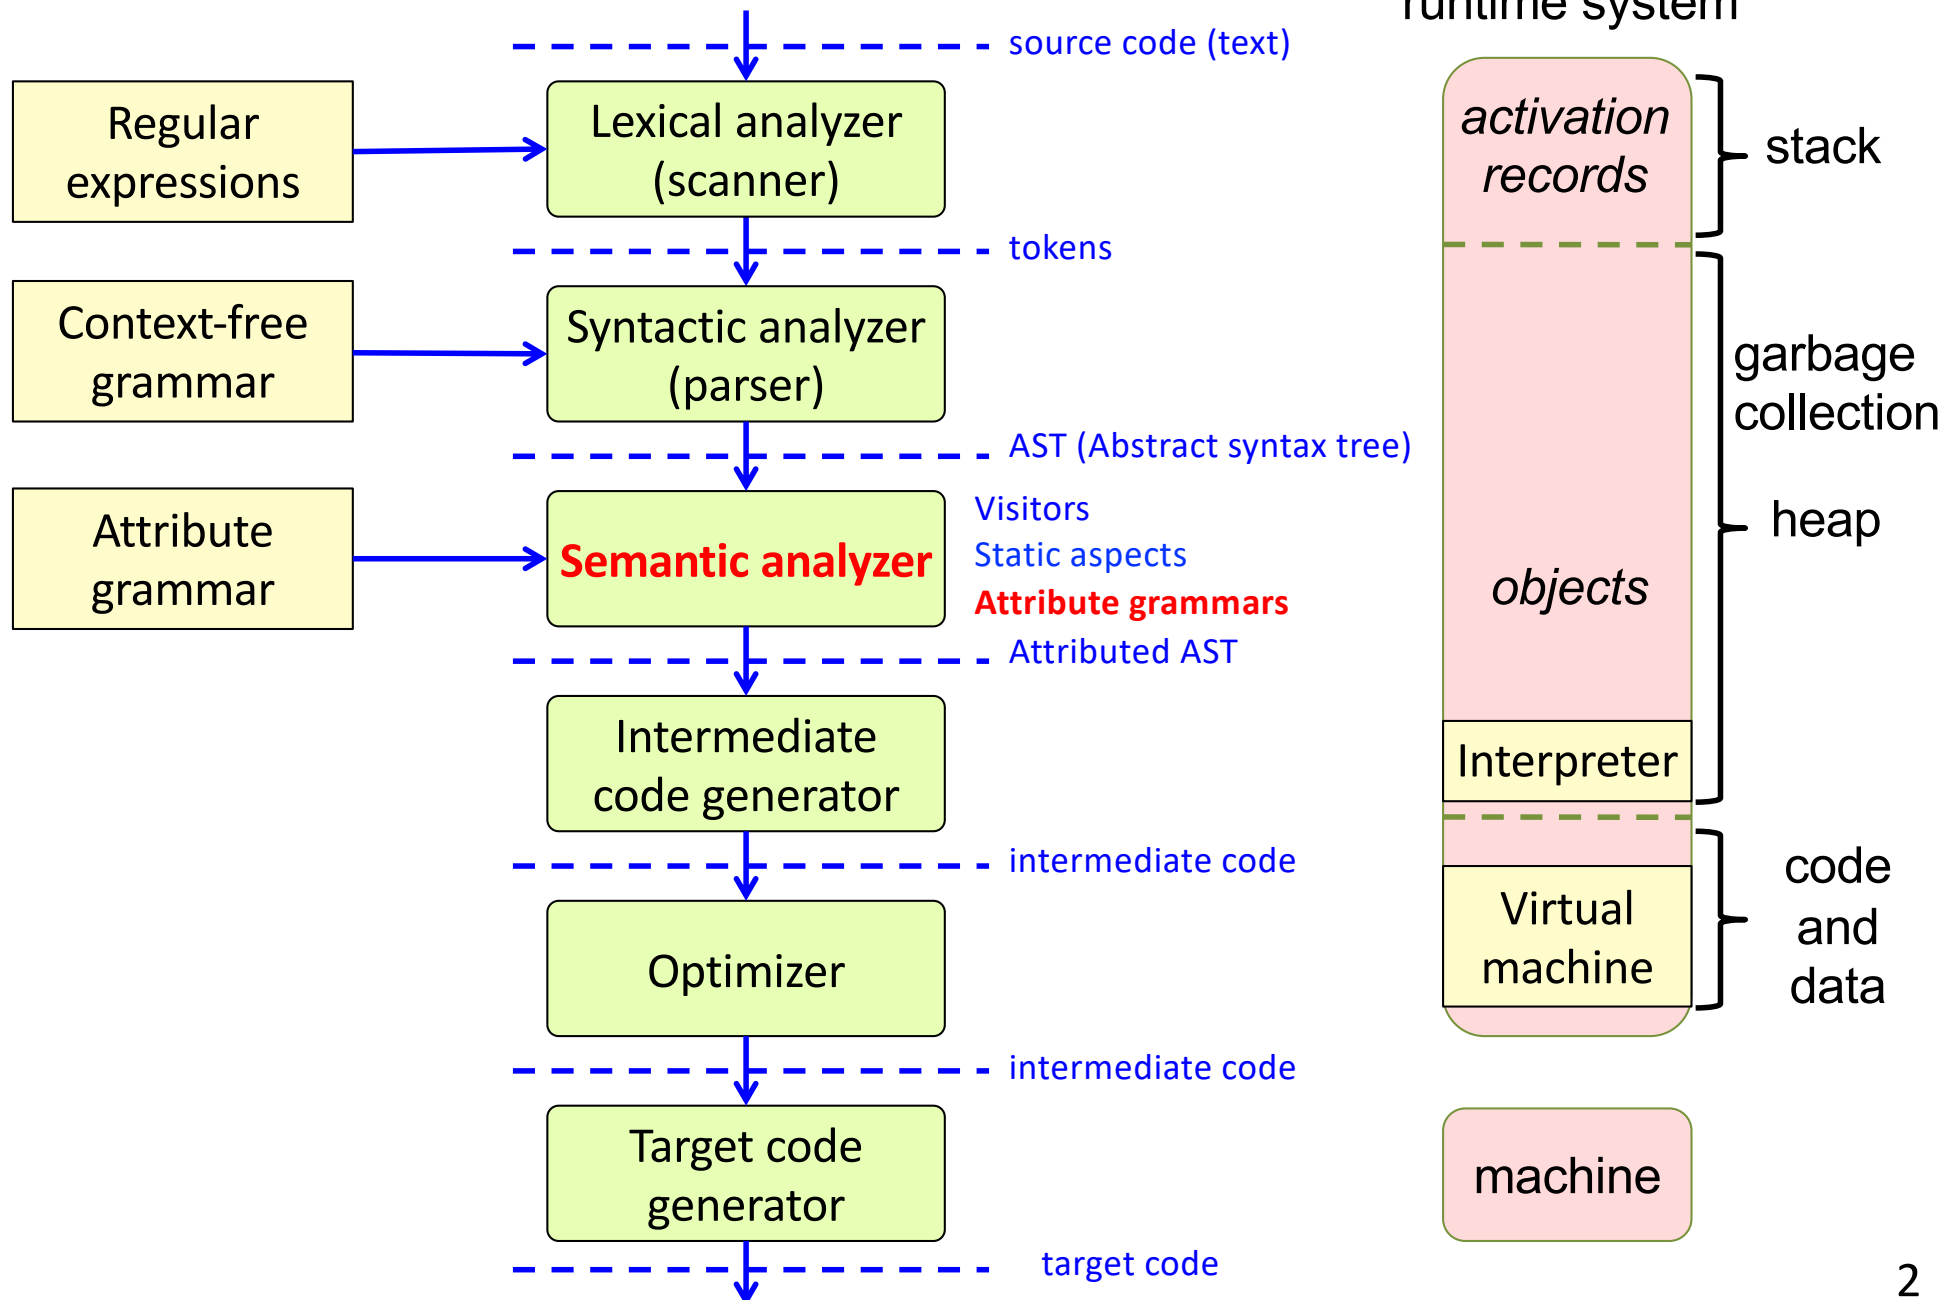 runtime system
source code (text)
Regular
expressions
Lexical analyzer
(scanner)
activation
records
stack
tokens
Context-free
grammar
Syntactic analyzer
(parser)
garbage
collection
AST (Abstract syntax tree)
Attribute
grammar
Semantic analyzer
Visitors
Static aspects
Attribute grammars
heap
objects
Attributed AST
Intermediate
code generator
Interpreter
intermediate code
code
and
data
Virtual
machine
Optimizer
intermediate code
Target code
generator
machine
target code
2